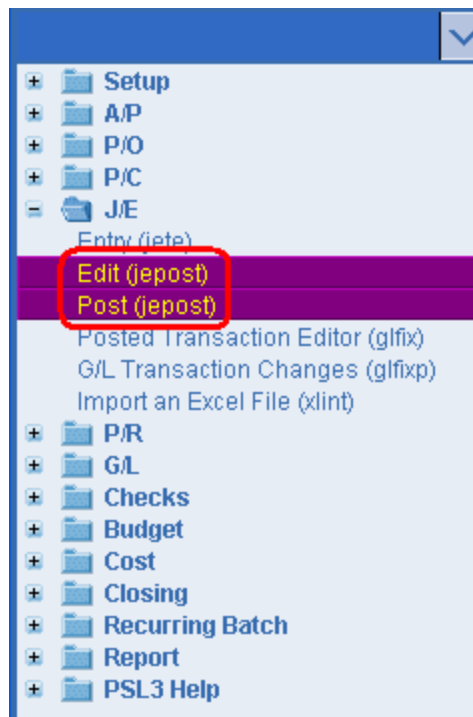 Setup
A/P
P/O
P/C
J/E
Entry (jete)
Edit (jepost)
Post (jepost)
Posted Transaction Editor (glfix)
G/L Transaction Changes (glfixp)
Import an Excel File (xlint)
P/R
G/L
Checks
Budget
Cost
Closing
Recurring Batch
Report
PSL3 Help